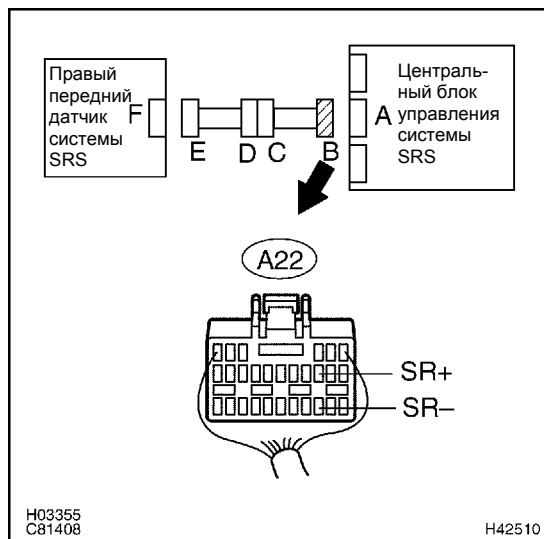 Правый
передний
датчик
системы
SRS
F
E
D
C
B
A
Централь-
ный блок
управления
системы
SRS
A22
SR+
SR–
H03355
C81408
H42510